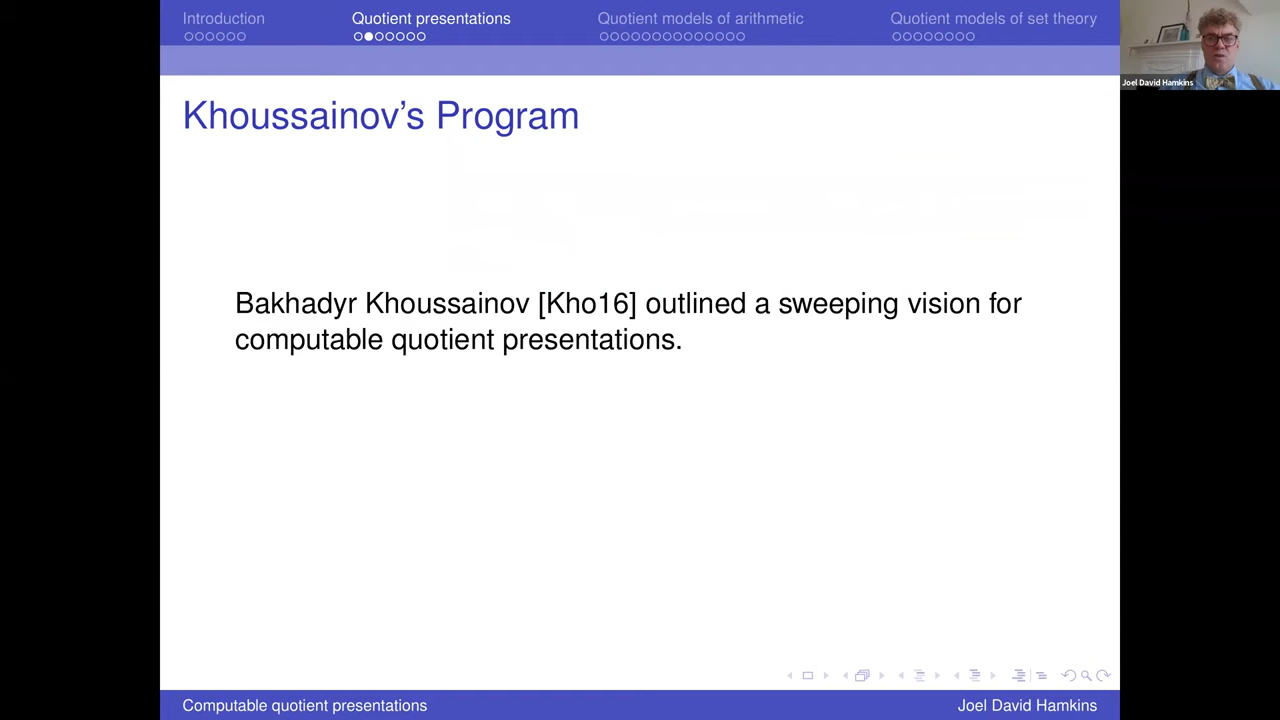 Introduction
Quotient presentations
Quotient models of arithmetic
Quotient models of set theory
Joel David Hamkins
Khoussainov's Program
Bakhadyr Khoussainov [Kho16] outlined a sweeping vision for
computable quotient presentations.
Computable quotient presentations
Joel David Hamkins